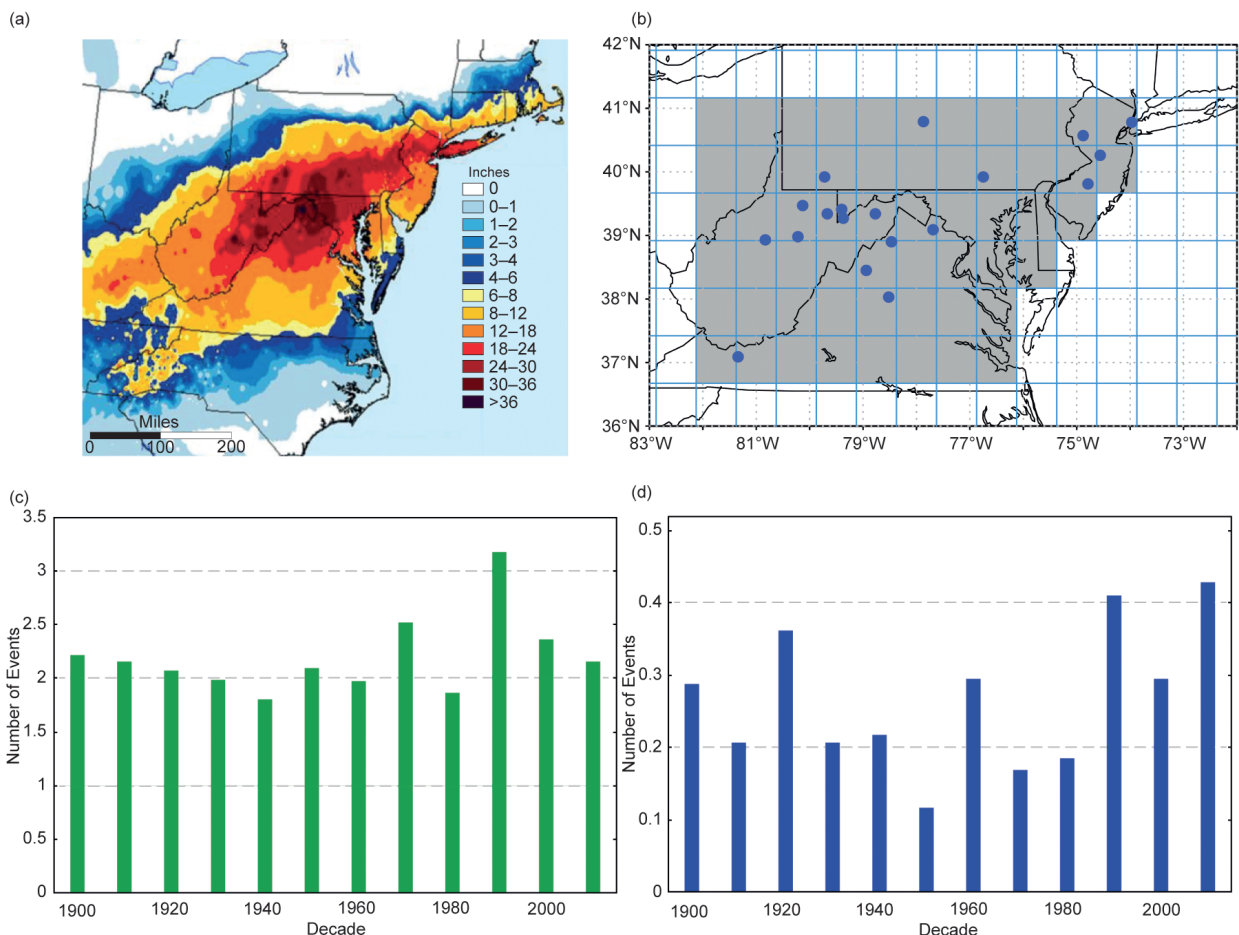 (a)
Inches
0
0–1
1–2
2–3
3–4
4–6
6–8
8–12
12–18
18–24
24–30
30–36
>36
Miles
0 100 200
(b)
42°N
41°N
40°N
39°N
38°N
37°N
36°N
83°W 81°W 79°W 77°W 75°W 73°W
(c)
Number of Events
3.5
3
2.5
2
1.5
1
0.5
0
1900 1920 1940 1960 1980 2000
Decade
(d)
Number of Events
0.5
0.4
0.3
0.2
0.1
0
1900 1920 1940 1960 1980 2000
Decade